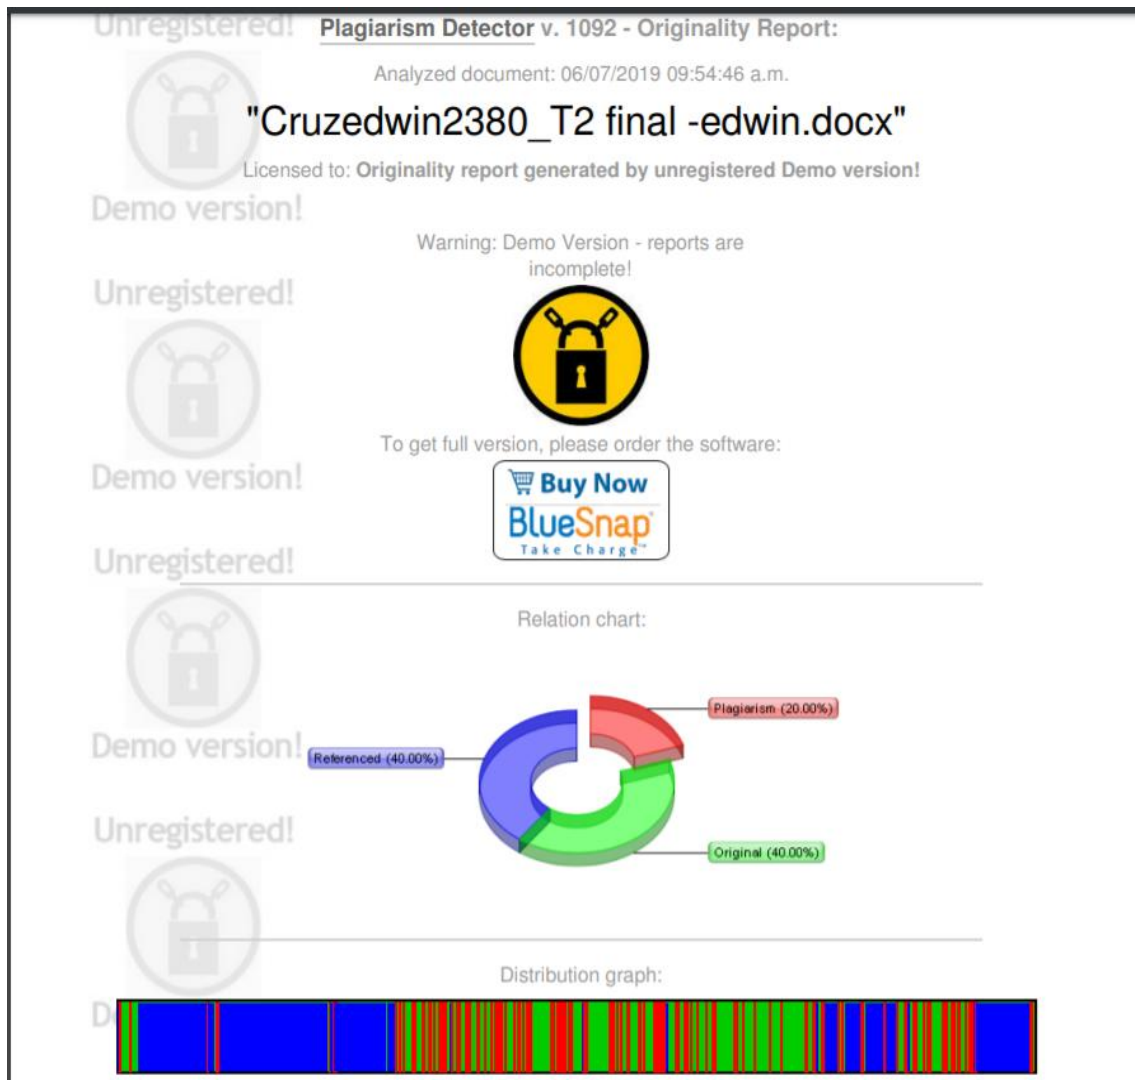 Unregistered!
Plagiarism Detector v. 1092 - Originality Report:
Analyzed document: 06/07/2019 09:54:46 a.m.
"Cruzedwin2380_T2 final -edwin.docx"
Licensed to: Originality report generated by unregistered Demo version!
Demo version!
Warning: Demo Version - reports are
incomplete!
Unregistered!
To get full version, please order the software:
Demo version!
Buy Now
BlueSnap
Take Charge™
Unregistered!
Relation chart:
Plagiarism (20.00%)
Demo version!
Referenced (40.00%)
Unregistered!
Original (40.00%)
Distribution graph:
D